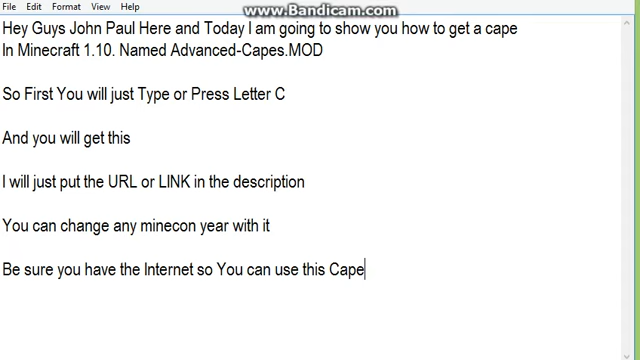 www.Bandicam.com
File Edit Format View Help
Hey Guys John Paul Here and Today I am going to show you how to get a cape
In Minecraft 1.10. Named Advanced-Capes.MOD
So First You will just Type or Press Letter C
And you will get this
I will just put the URL or LINK in the description
You can change any minecon year with it
Be sure you have the Internet so You can use this Cape